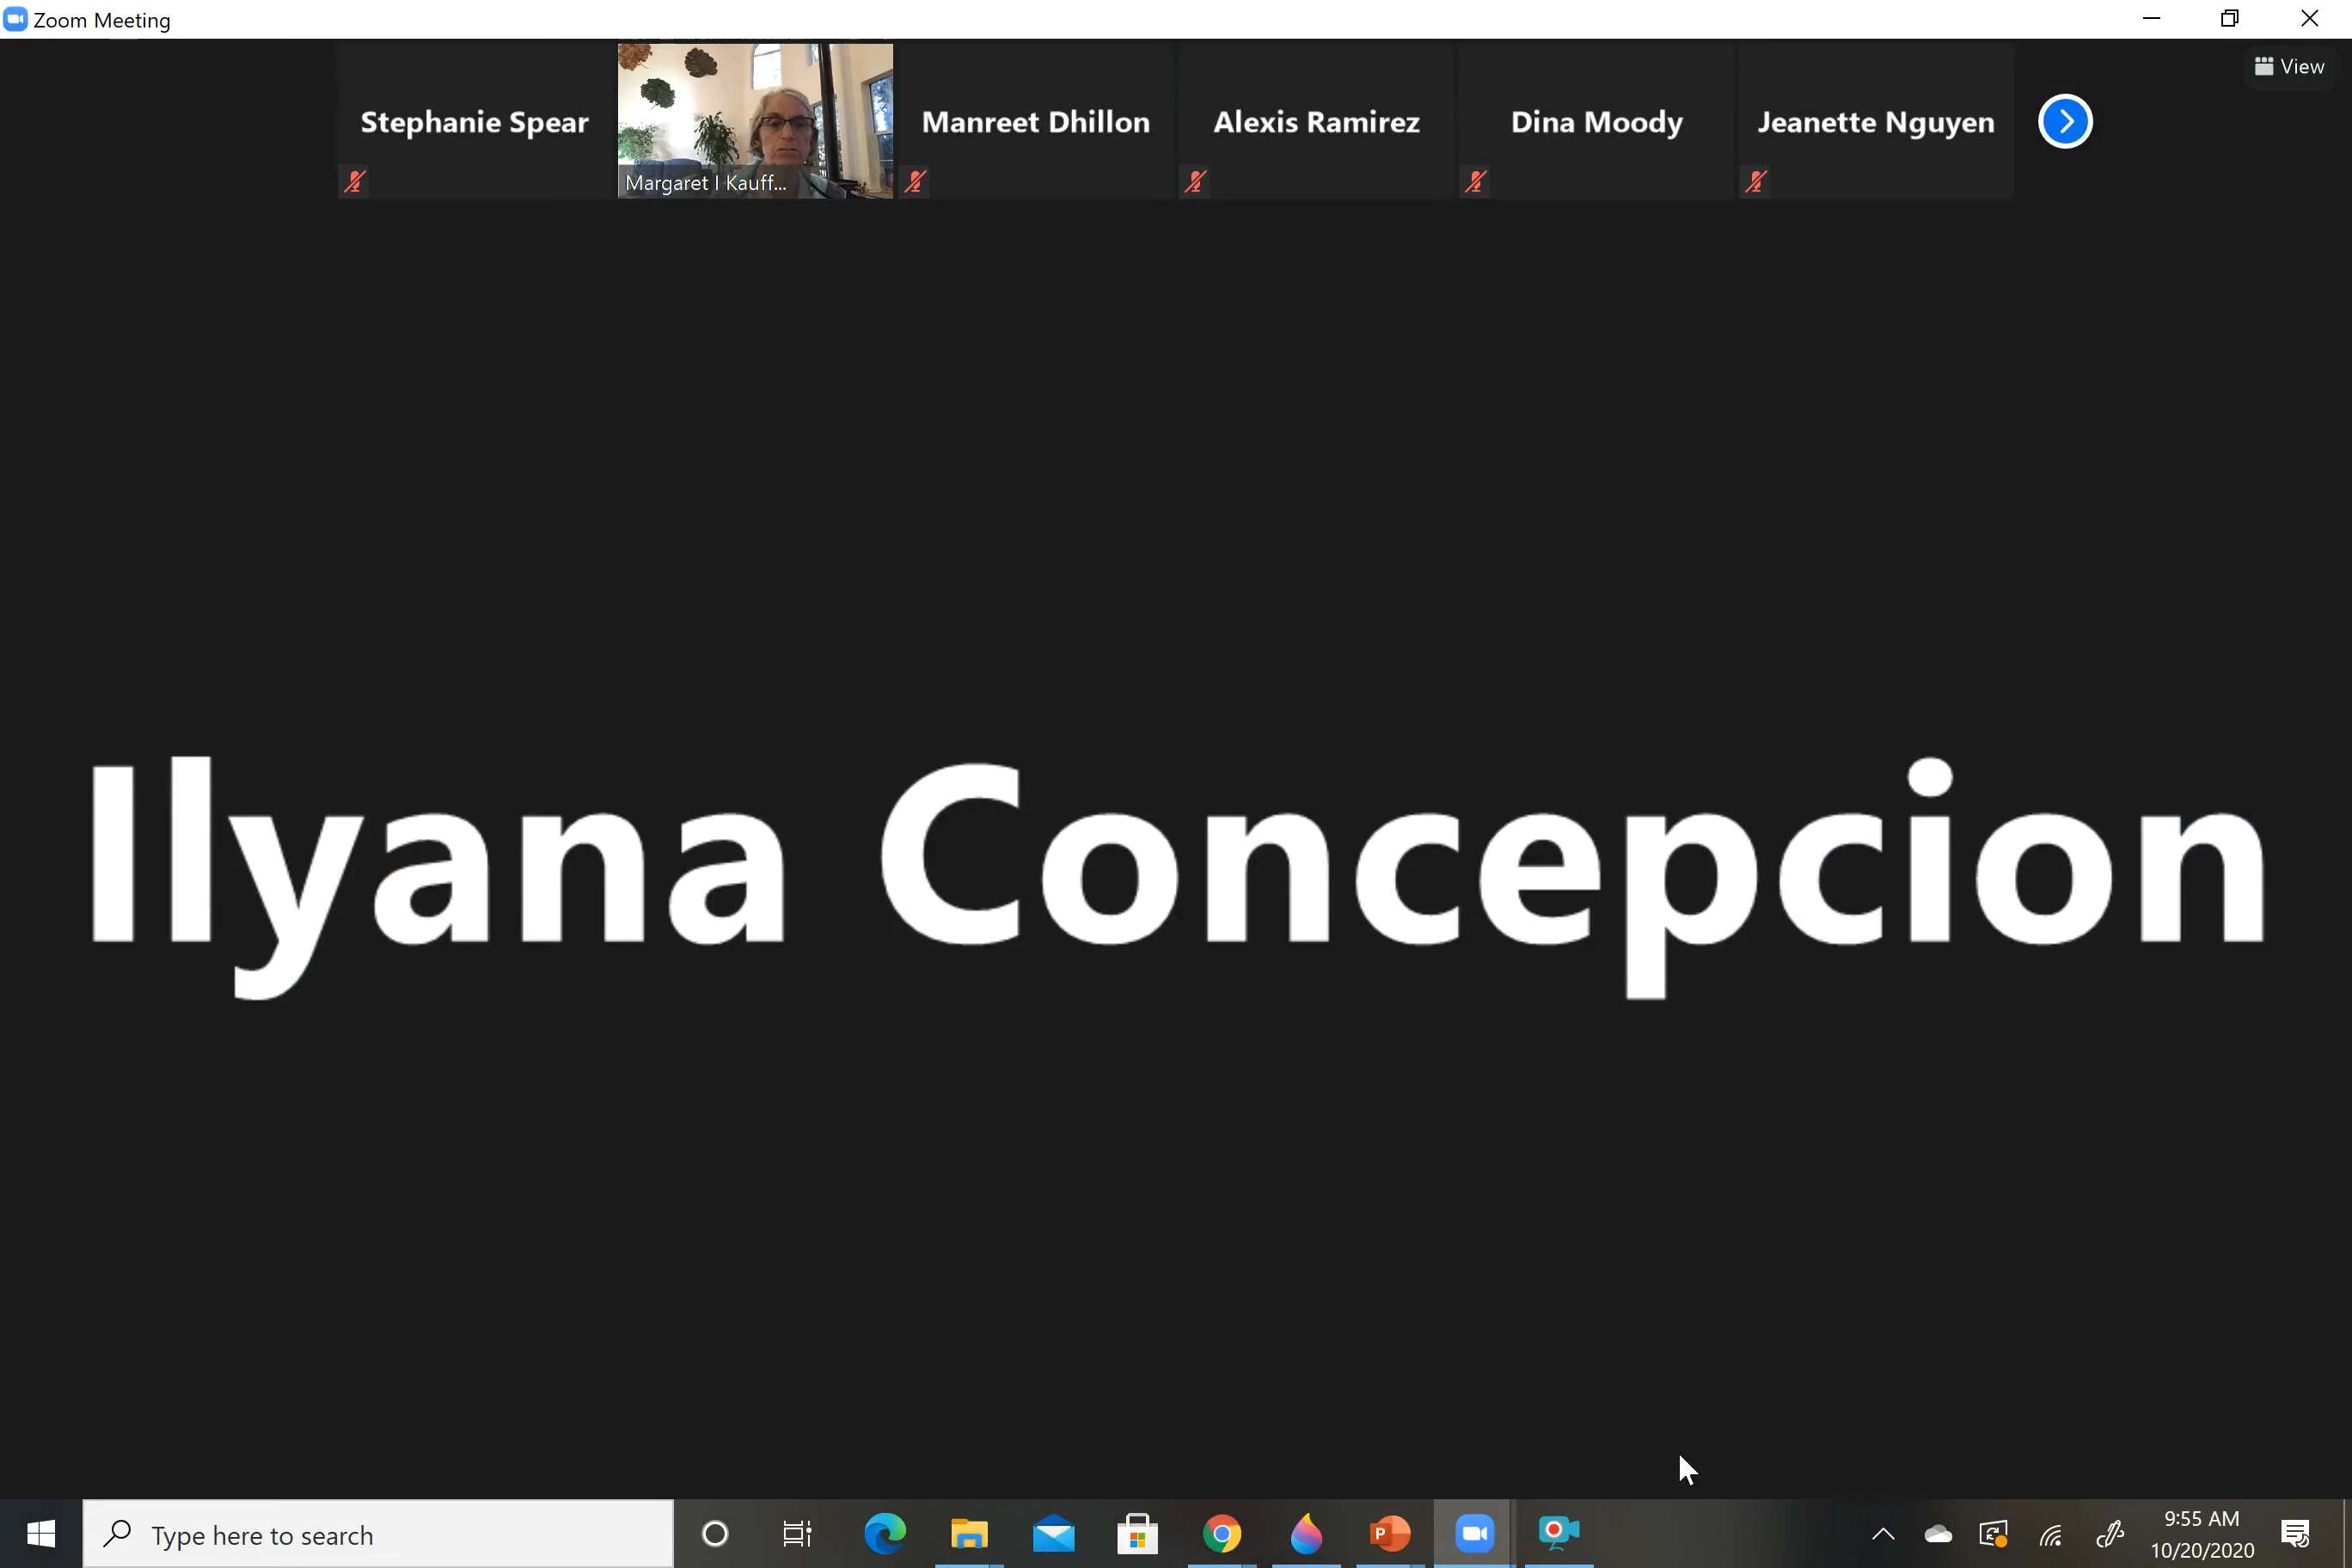 Zoom Meeting
View
Stephanie Spear
Margaret I Kauff...
Manreet Dhillon
Alexis Ramirez
Dina Moody
Jeanette Nguyen
Ilyana Concepcion
Type here to search
P
9:55 AM
10/20/2020